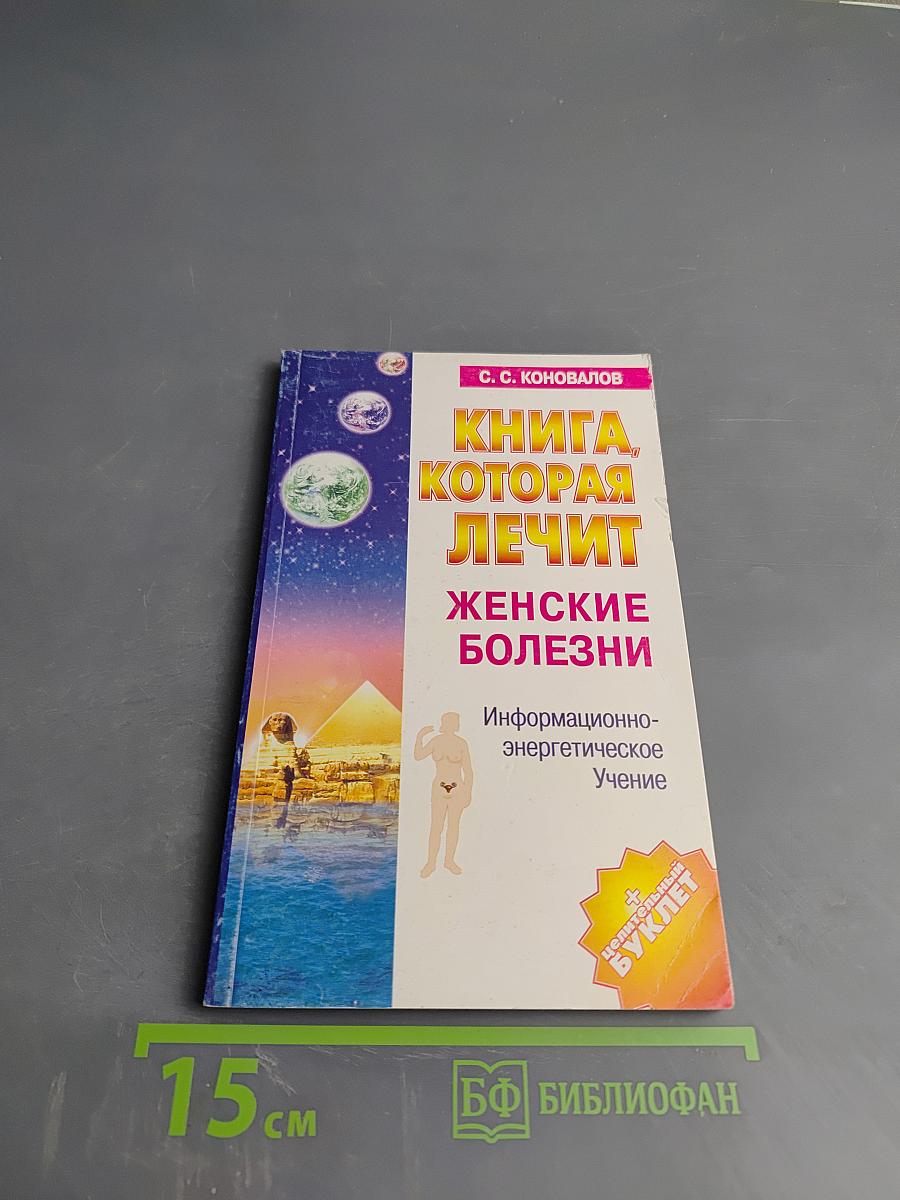 С. С. КОНОВАЛОВ
КНИГА,
КОТОРАЯ
ЛЕЧИТ
ЖЕНСКИЕ
БОЛЕЗНИ
Информационно-
энергетическое
Учение
+
целительный
БУКЛЕТ
15 см
БФ БИБЛИОФАН